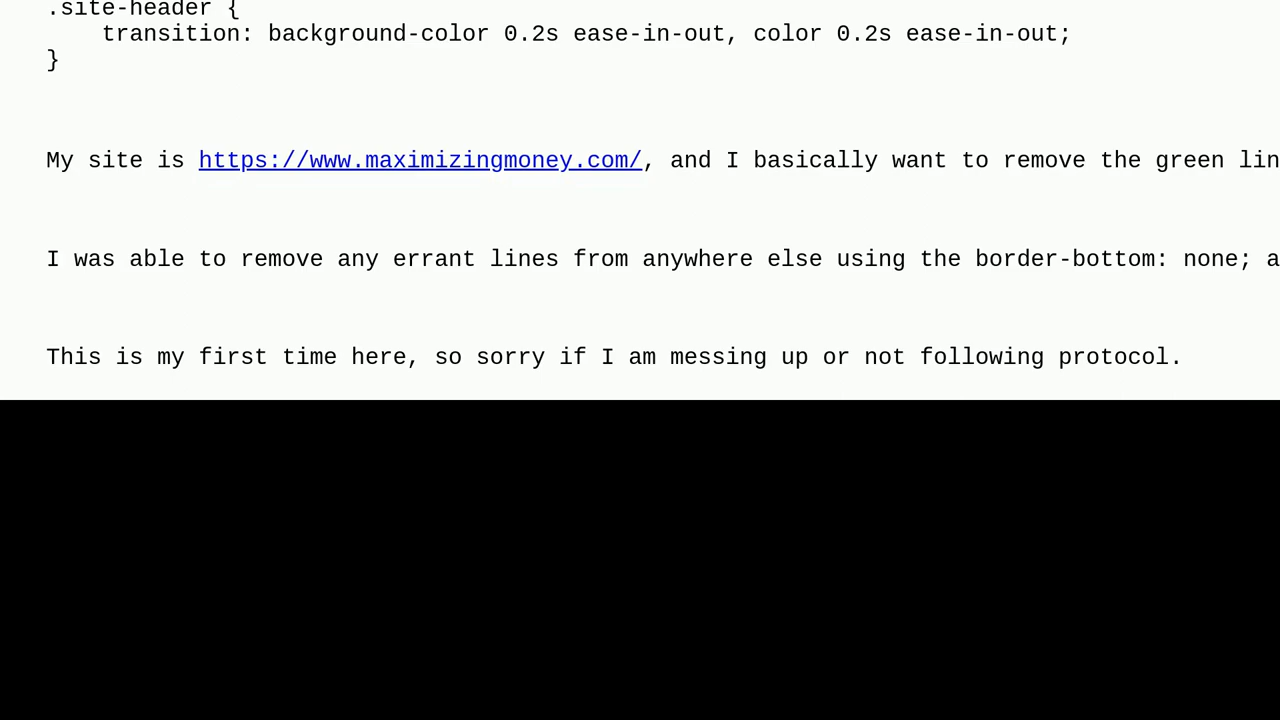 .site-header {
    transition: background-color 0.2s ease-in-out, color 0.2s ease-in-out;
}
My site is https://www.maximizingmoney.com/, and I basically want to remove the green lin
I was able to remove any errant lines from anywhere else using the border-bottom: none; a
This is my first time here, so sorry if I am messing up or not following protocol.